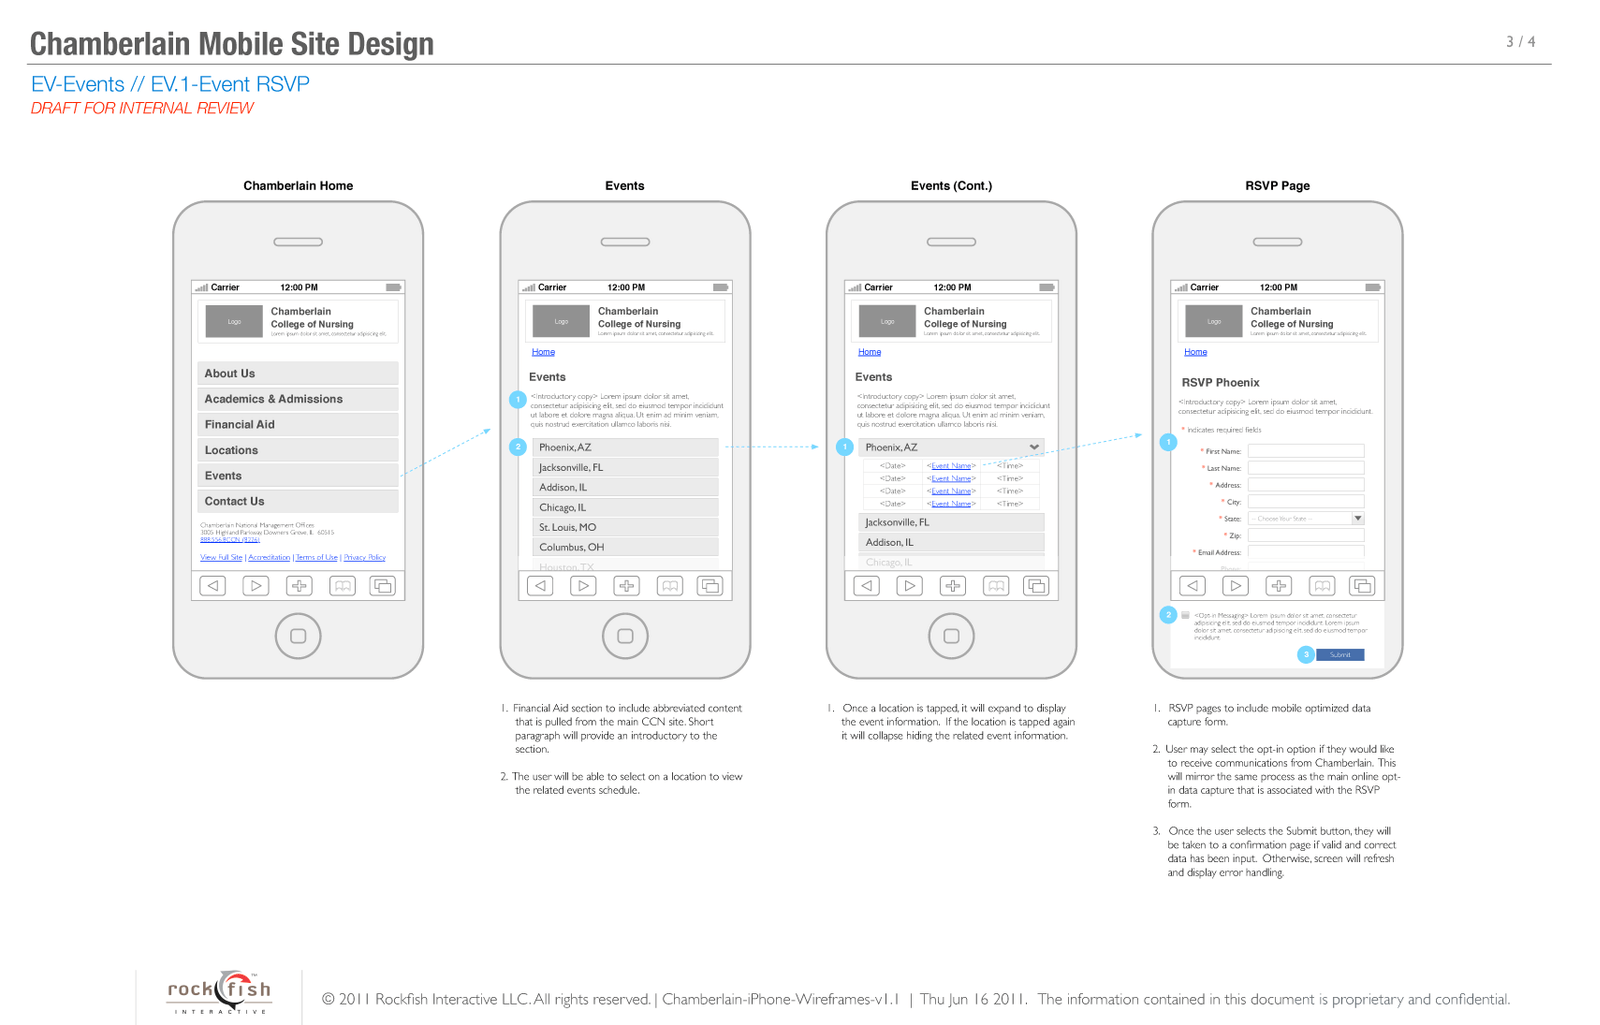 Chamberlain Mobile Site Design
3 / 4
EV-Events // EV.1-Event RSVP
DRAFT FOR INTERNAL REVIEW
Chamberlain Home
Carrier 12:00 PM
Logo
Chamberlain
College of Nursing
Lorem ipsum dolor sit amet, consectetur adipisicing elit.
About Us
Academics & Admissions
Financial Aid
Locations
Events
Contact Us
Chamberlain National Management Offices
3005 Highland Parkway, Downers Grove, IL 60515
888.556.8CCN (8226)
View Full Site | Accreditation | Terms of Use | Privacy Policy
Events
Carrier 12:00 PM
Logo
Chamberlain
College of Nursing
Lorem ipsum dolor sit amet, consectetur adipisicing elit.
Home
Events
1
<Introductory copy> Lorem ipsum dolor sit amet,
consectetur adipisicing elit, sed do eiusmod tempor incididunt
ut labore et dolore magna aliqua. Ut enim ad minim veniam,
quis nostrud exercitation ullamco laboris nisi.
2
Phoenix, AZ
Jacksonville, FL
Addison, IL
Chicago, IL
St. Louis, MO
Columbus, OH
Houston, TX
1. Financial Aid section to include abbreviated content
that is pulled from the main CCN site. Short
paragraph will provide an introductory to the
section.
2. The user will be able to select on a location to view
the related events schedule.
Events (Cont.)
Carrier 12:00 PM
Logo
Chamberlain
College of Nursing
Lorem ipsum dolor sit amet, consectetur adipisicing elit.
Home
Events
<Introductory copy> Lorem ipsum dolor sit amet,
consectetur adipisicing elit, sed do eiusmod tempor incididunt
ut labore et dolore magna aliqua. Ut enim ad minim veniam,
quis nostrud exercitation ullamco laboris nisi.
1
Phoenix, AZ
<Date> <Event Name> <Time>
<Date> <Event Name> <Time>
<Date> <Event Name> <Time>
<Date> <Event Name> <Time>
Jacksonville, FL
Addison, IL
Chicago, IL
1. Once a location is tapped, it will expand to display
the event information. If the location is tapped again
it will collapse hiding the related event information.
RSVP Page
Carrier 12:00 PM
Logo
Chamberlain
College of Nursing
Lorem ipsum dolor sit amet, consectetur adipisicing elit.
Home
RSVP Phoenix
<Introductory copy> Lorem ipsum dolor sit amet,
consectetur adipisicing elit, sed do eiusmod tempor incididunt.
* Indicates required fields
1
* First Name:
* Last Name:
* Address:
* City:
* State: -- Choose Your State --
* Zip:
* Email Address:
Phone:
2
<Opt-in Messaging> Lorem ipsum dolor sit amet, consectetur
adipisicing elit, sed do eiusmod tempor incididunt Lorem ipsum
dolor sit amet, consectetur adipisicing elit, sed do eiusmod tempor
incididunt
3
Submit
1. RSVP pages to include mobile optimized data
capture form.
2. User may select the opt-in option if they would like
to receive communications from Chamberlain. This
will mirror the same process as the main online opt-
in data capture that is associated with the RSVP
form.
3. Once the user selects the Submit button, they will
be taken to a confirmation page if valid and correct
data has been input. Otherwise, screen will refresh
and display error handling.
rockfish ™
INTERACTIVE
© 2011 Rockfish Interactive LLC. All rights reserved. | Chamberlain-iPhone-Wireframes-v1.1 | Thu Jun 16 2011. The information contained in this document is proprietary and confidential.